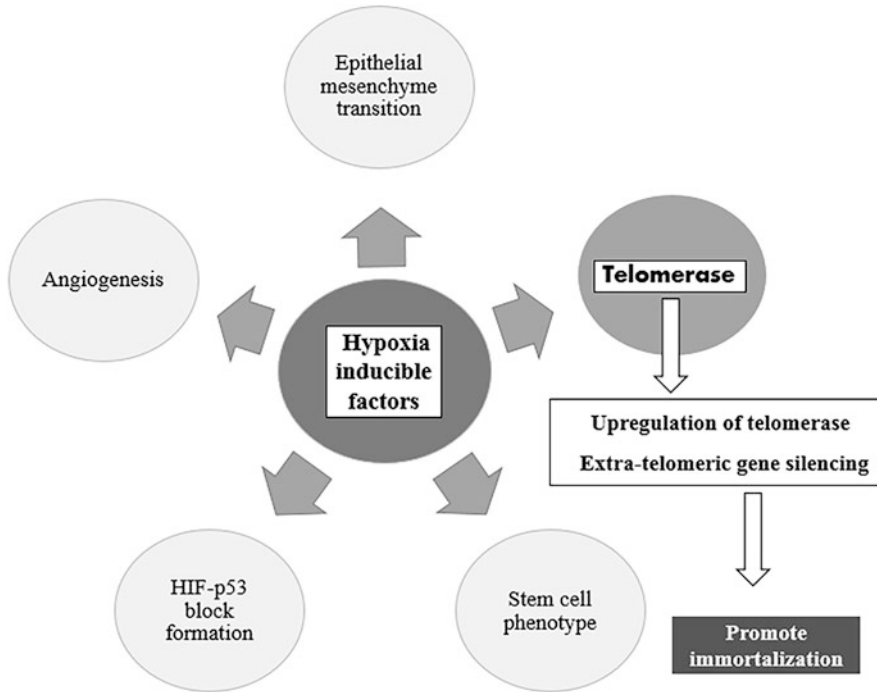 Epithelial
mesenchyme
transition
Angiogenesis
Telomerase
Hypoxia
inducible
factors
Upregulation of telomerase
Extra-telomeric gene silencing
HIF-p53
block
formation
Stem cell
phenotype
Promote
immortalization